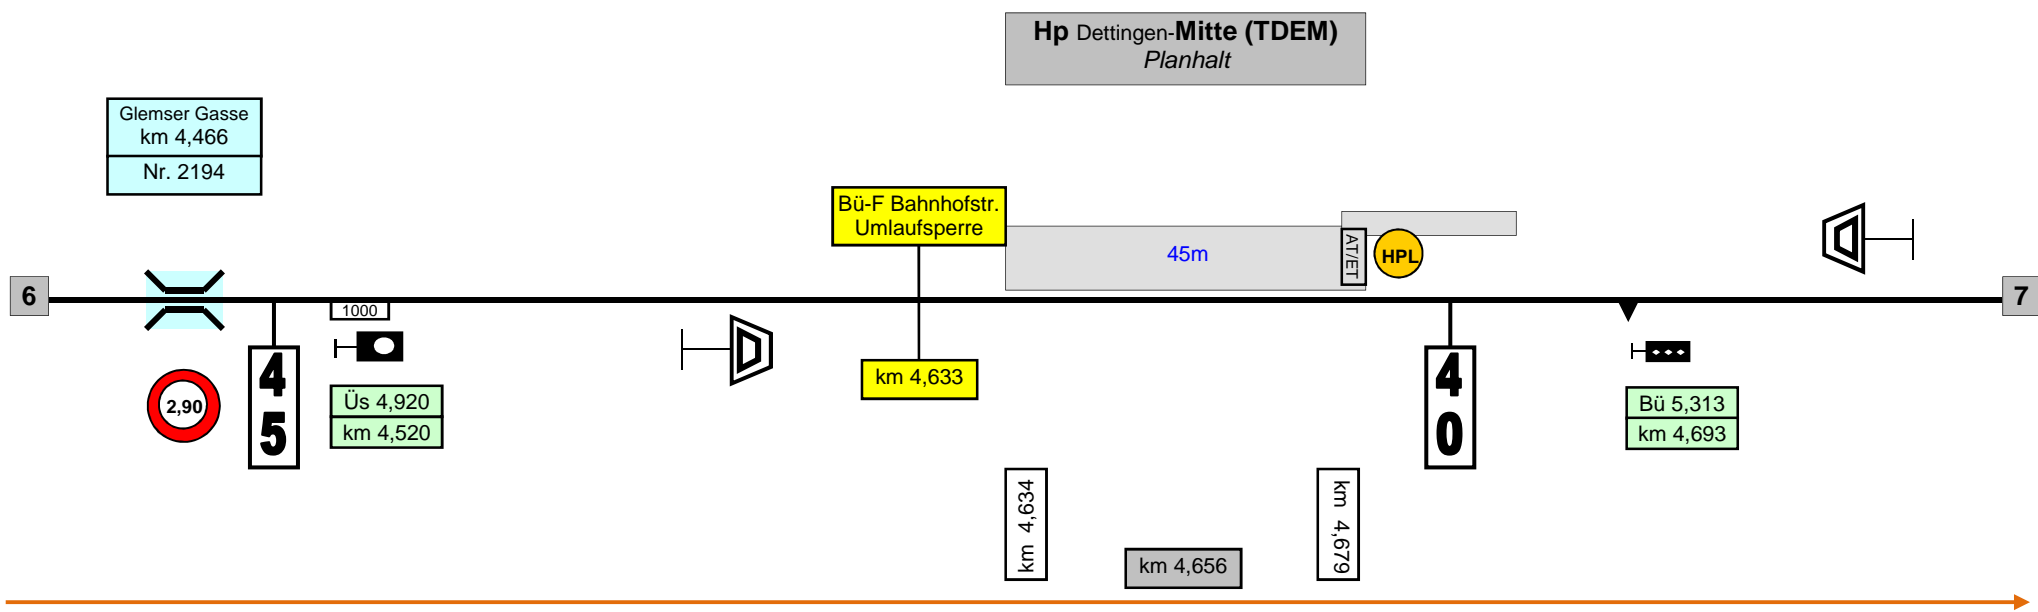 Hp Dettingen-Mitte (TDEM)
Planhalt
Glemser Gasse
km 4,466
Nr. 2194
Bü-F Bahnhofstr.
Umlaufsperre
45m
AT/ET
HPL
6
7
1000
2,90
4
5
Üs 4,920
km 4,520
km 4,633
4
0
Bü 5,313
km 4,693
km 4,634
km 4,679
km 4,656